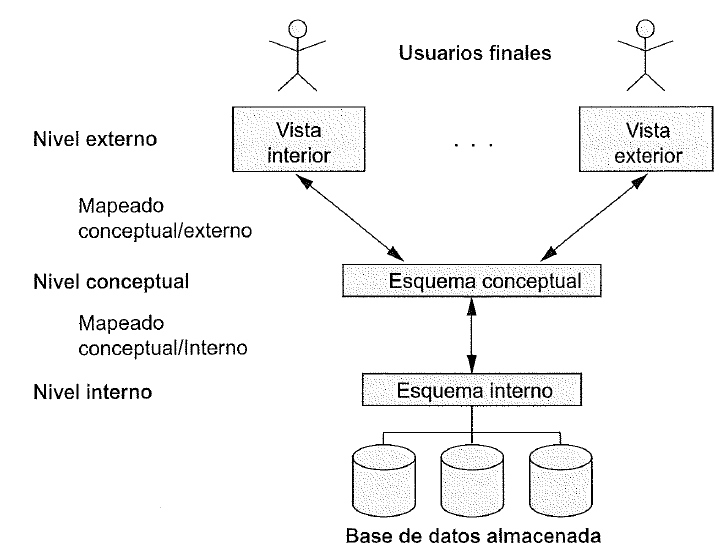 Usuarios finales
Nivel externo
Vista
interior
. . .
Vista
exterior
Mapeado
conceptual/externo
Nivel conceptual
Esquema conceptual
Mapeado
conceptual/Interno
Nivel interno
Esquema interno
Base de datos almacenada